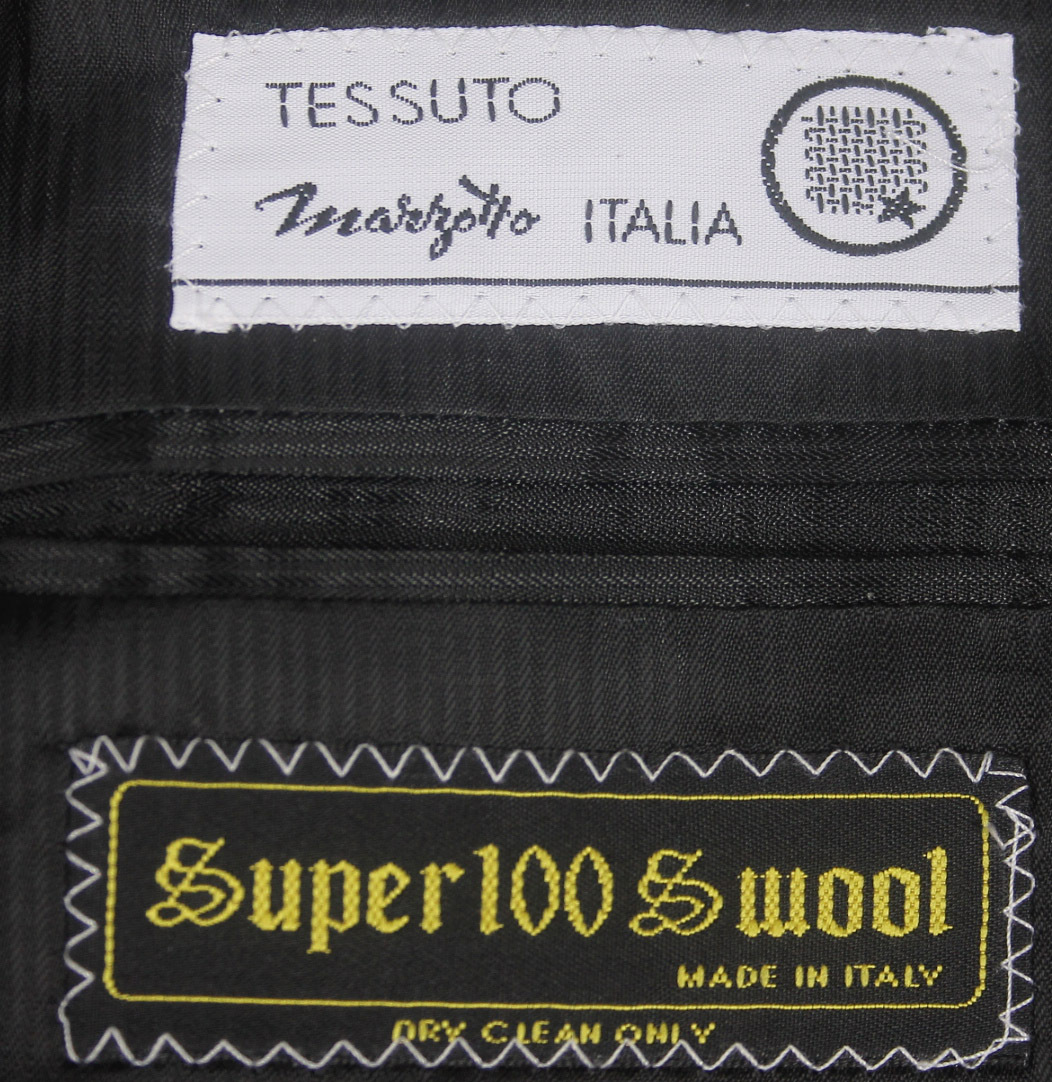 TESSUTO
Marzotto ITALIA
Super 100 S wool
MADE IN ITALY
DRY CLEAN ONLY